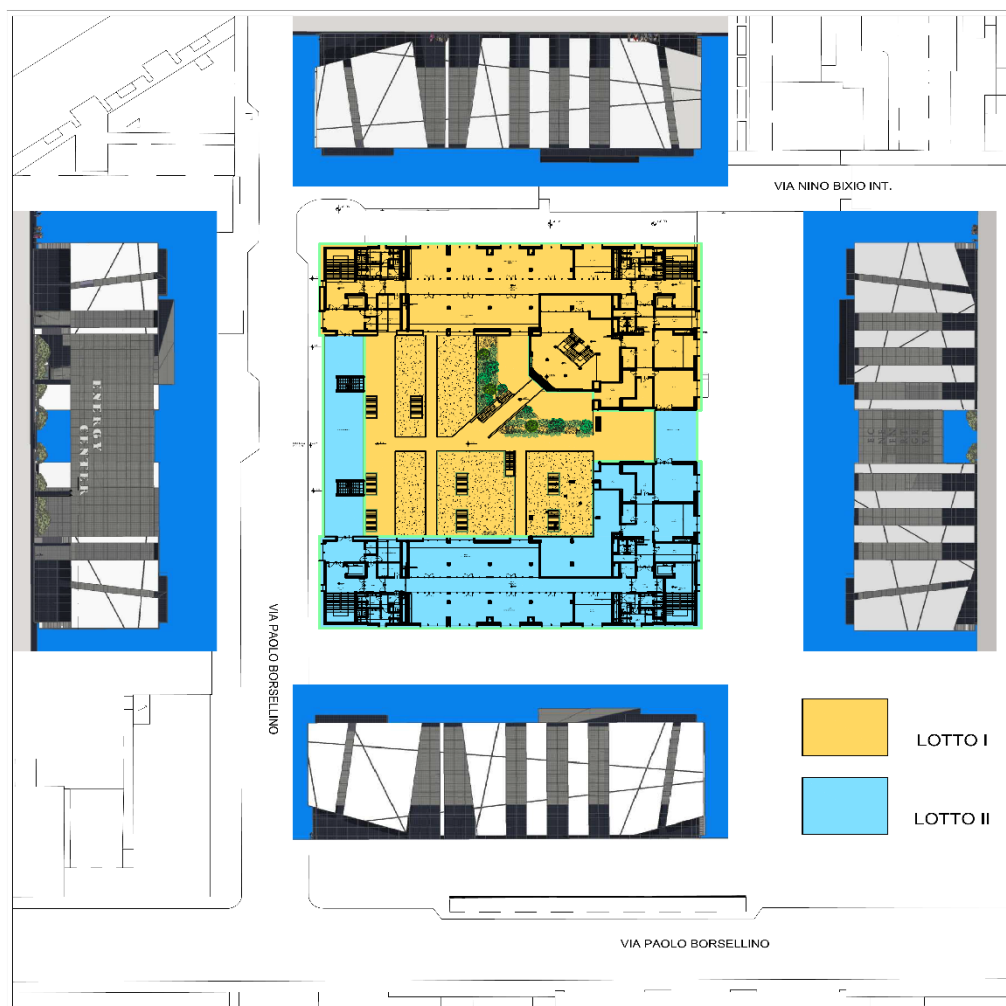 VIA NINO BIXIO INT.
ENERGY
CENTER
VIA PAOLO BORSELLINO
LOTTO I
LOTTO II
VIA PAOLO BORSELLINO